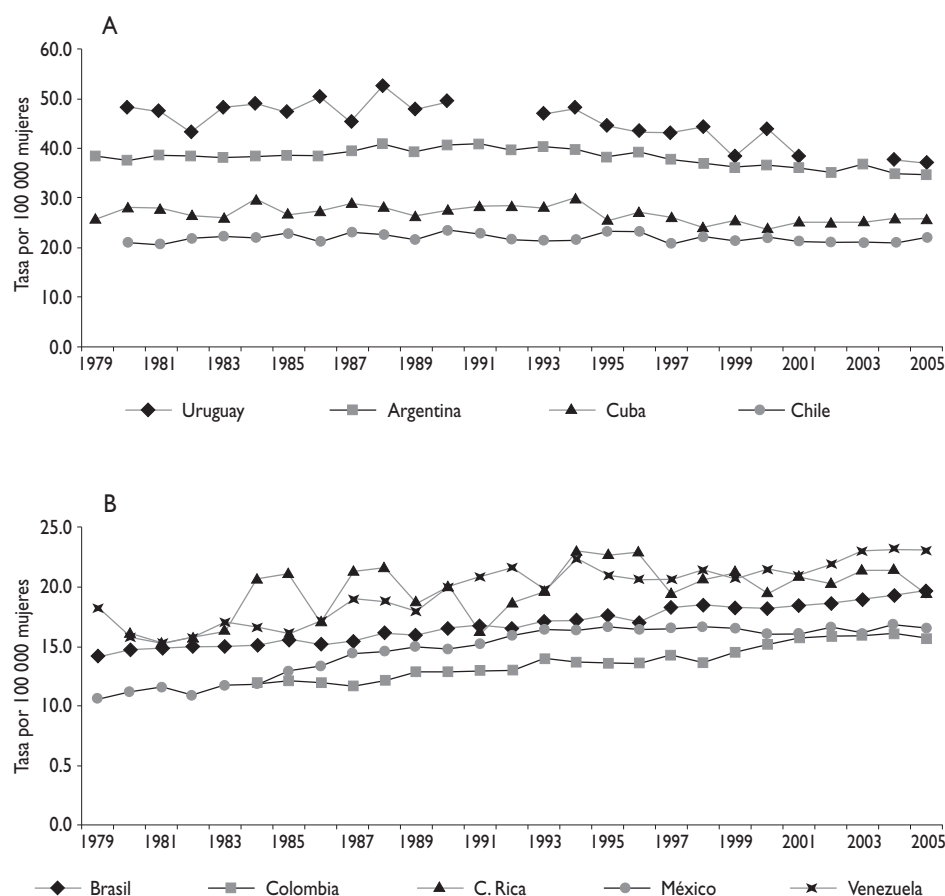 A
Tasa por 100 000 mujeres
60.0
50.0
40.0
30.0
20.0
10.0
0.0
1979 1981 1983 1985 1987 1989 1991 1993 1995 1997 1999 2001 2003 2005
Uruguay Argentina Cuba Chile
B
Tasa por 100 000 mujeres
25.0
20.0
15.0
10.0
0.5
0.0
1979 1981 1983 1985 1987 1989 1991 1993 1995 1997 1999 2001 2003 2005
Brasil Colombia C. Rica México Venezuela